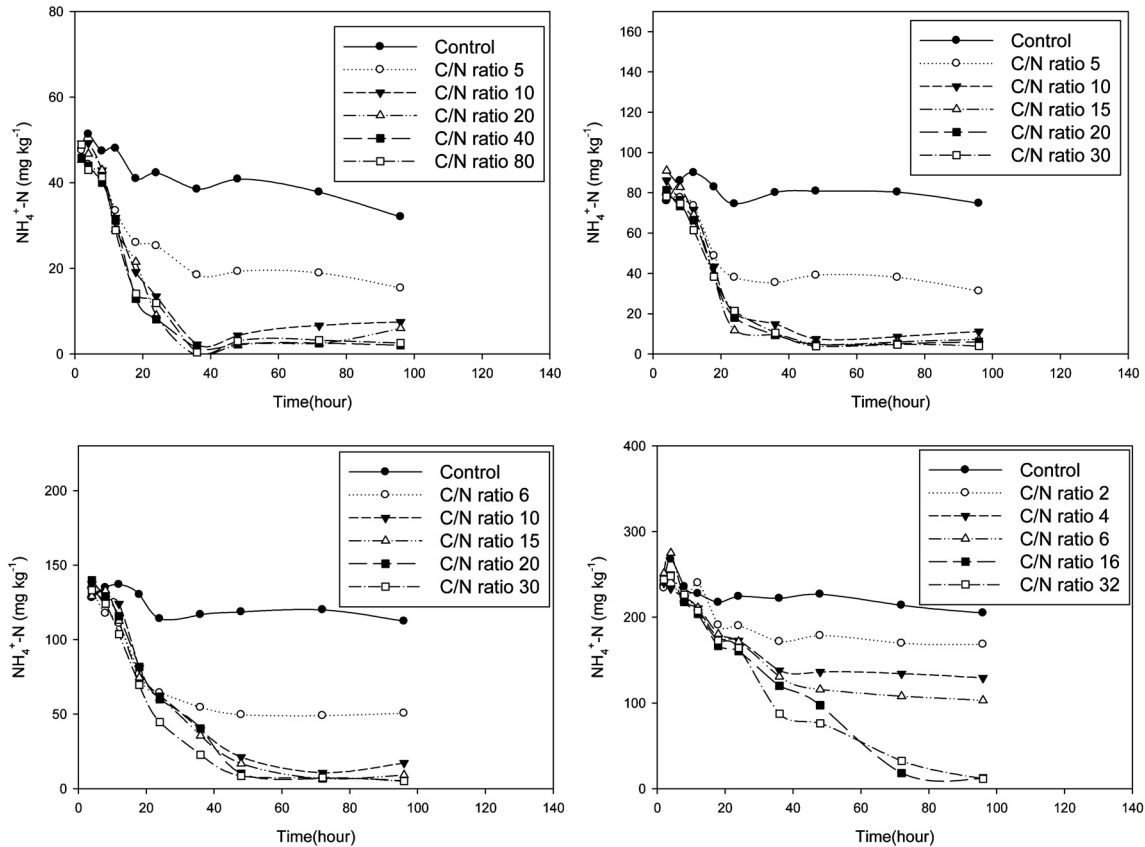 80
60
40
20
0
NH₄⁺-N (mg kg⁻¹)
0 20 40 60 80 100 120 140
Time(hour)
Control
C/N ratio 5
C/N ratio 10
C/N ratio 20
C/N ratio 40
C/N ratio 80
160
140
120
100
80
60
40
20
0
NH₄⁺-N (mg kg⁻¹)
0 20 40 60 80 100 120 140
Time(hour)
Control
C/N ratio 5
C/N ratio 10
C/N ratio 15
C/N ratio 20
C/N ratio 30
200
150
100
50
0
NH₄⁺-N (mg kg⁻¹)
0 20 40 60 80 100 120 140
Time(hour)
Control
C/N ratio 6
C/N ratio 10
C/N ratio 15
C/N ratio 20
C/N ratio 30
400
300
200
100
0
NH₄⁺-N (mg kg⁻¹)
0 20 40 60 80 100 120 140
Time(hour)
Control
C/N ratio 2
C/N ratio 4
C/N ratio 6
C/N ratio 16
C/N ratio 32